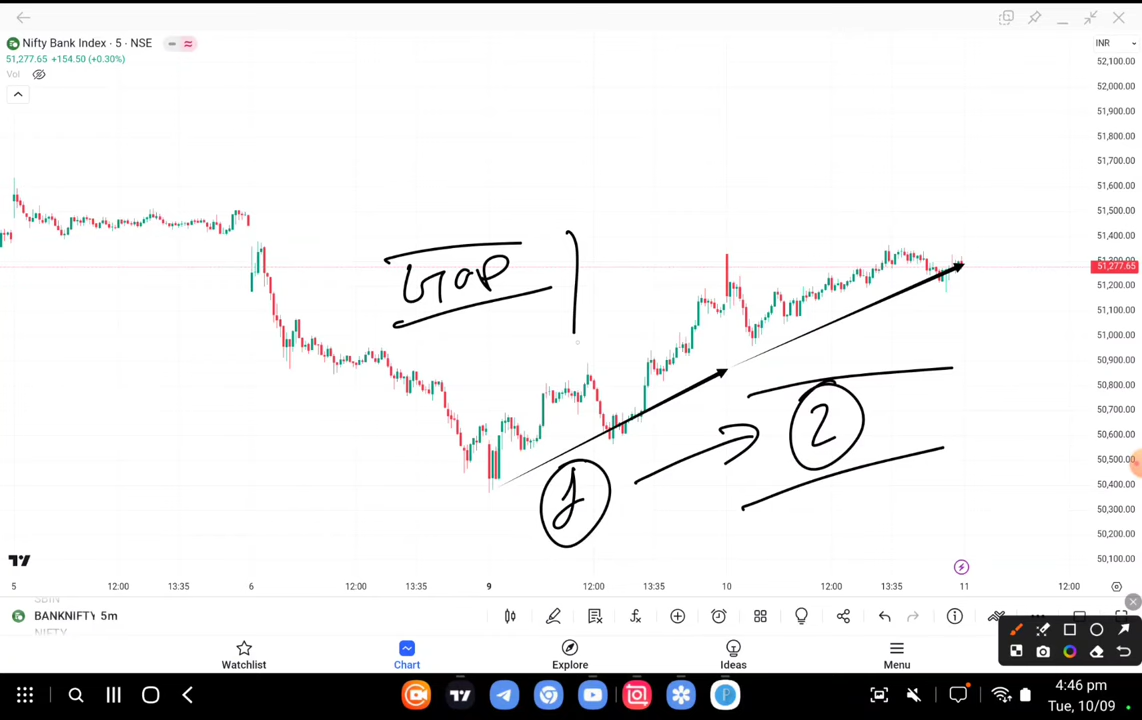 Nifty Bank Index · 5 · NSE
51,277.65 +154.50 (+0.30%)
Vol
INR
52,100.00
52,000.00
51,900.00
51,800.00
51,700.00
51,600.00
51,500.00
51,400.00
51,300.00
51,277.65
51,200.00
51,100.00
51,000.00
50,900.00
50,800.00
50,700.00
50,600.00
50,500.00
50,400.00
50,300.00
50,200.00
50,100.00
GAP
1
2
5 12:00 13:35 6 12:00 13:35 9 12:00 13:35 10 12:00 13:35 11 12:00
SBIN
BANKNIFTY 5m
NIFTY
Watchlist Chart Explore Ideas Menu
4:46 pm
Tue, 10/09